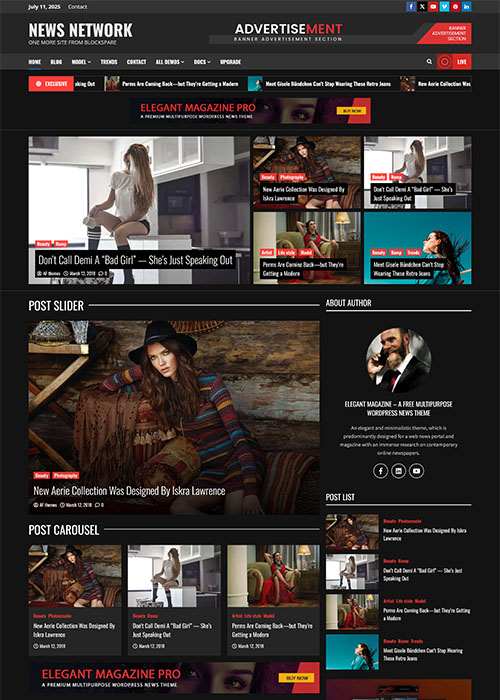 July 11, 2025 Contact
NEWS NETWORK
ONE MORE SITE FROM BLOCKSPARE
ADVERTISEMENT
BANNER ADVERTISEMENT SECTION
BANNER
ADVERTISEMENT
SECTION
HOME BLOG MODEL TRENDS CONTACT ALL DEMOS DOCS UPGRADE LIVE
EXCLUSIVE
king Out
Perms Are Coming Back—but They're Getting a Modern
Meet Gisele Bündchen Can't Stop Wearing These Retro Jeans
New Aerie Collection Was
ELEGANT MAGAZINE PRO
A PREMIUM MULTIPURPOSE WORDPRESS NEWS THEME
BUY NOW
Beauty Ramp
Don't Call Demi A "Bad Girl" — She's Just Speaking Out
AF themes March 12, 2018 0
Beauty Photography
New Aerie Collection Was Designed By
Iskra Lawrence
Beauty Ramp
Don't Call Demi A "Bad Girl" — She's
Just Speaking Out
Artist Life style Model
Perms Are Coming Back—but They're
Getting a Modern
Beauty Ramp Trends
Meet Gisele Bündchen Can't Stop
Wearing These Retro Jeans
POST SLIDER
Beauty Photography
New Aerie Collection Was Designed By Iskra Lawrence
AF themes March 12, 2018 0
POST CAROUSEL
Beauty Photography
New Aerie Collection Was Designed By
Iskra Lawrence
March 12, 2018
Beauty Ramp
Don't Call Demi A "Bad Girl" — She's
Just Speaking Out
March 12, 2018
Artist Life style Model
Perms Are Coming Back—but They're
Getting a Modern
March 12, 2018
ELEGANT MAGAZINE PRO
A PREMIUM MULTIPURPOSE WORDPRESS NEWS THEME
BUY NOW
ABOUT AUTHOR
ELEGANT MAGAZINE – A FREE MULTIPURPOSE
WORDPRESS NEWS THEME
An elegant and minimalistic theme, which is
predominantly designed for a web news portal and
magazine with an immense research on contemporary
online newspapers.
POST LIST
Beauty Photography
New Aerie Collection Was Designed By Iskra
Lawrence
Beauty Ramp
Don't Call Demi A "Bad Girl" — She's Just
Speaking Out
Artist Life style Model
Perms Are Coming Back—but They're Getting
a Modern
Beauty Ramp Trends
Meet Gisele Bündchen Can't Stop Wearing
These Retro Jeans